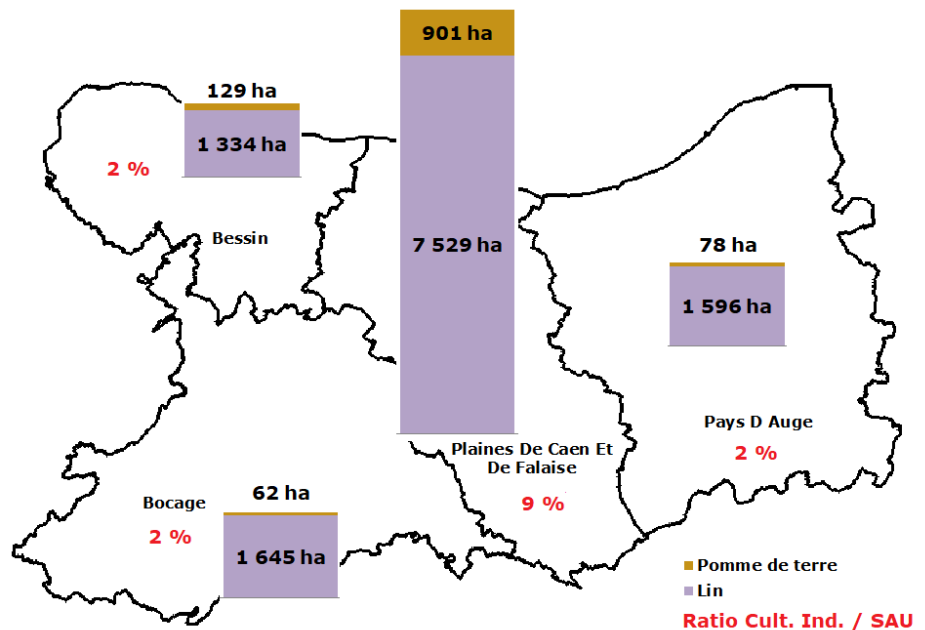 901 ha
129 ha
1 334 ha
2 %
Bessin
7 529 ha
78 ha
1 596 ha
Pays D Auge
2 %
Plaines De Caen Et
De Falaise
9 %
Bocage
2 %
62 ha
1 645 ha
Pomme de terre
Lin
Ratio Cult. Ind. / SAU